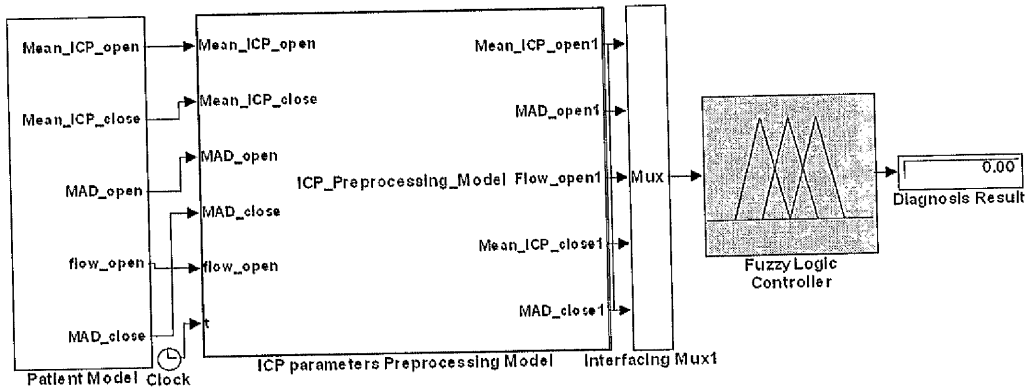 Mean_ICP_open
Mean_ICP_close
MAD_open
flow_open
MAD_close
Patient Model
Clock
Mean_ICP_open
Mean_ICP_close
MAD_open
MAD_close
flow_open
t
ICP_Preprocessing_Model
Mean_ICP_open1
MAD_open1
Flow_open1
Mean_ICP_close1
MAD_close1
ICP parameters Preprocessing Model
Mux
Interfacing Mux1
Fuzzy Logic
Controller
0.00
Diagnosis Result